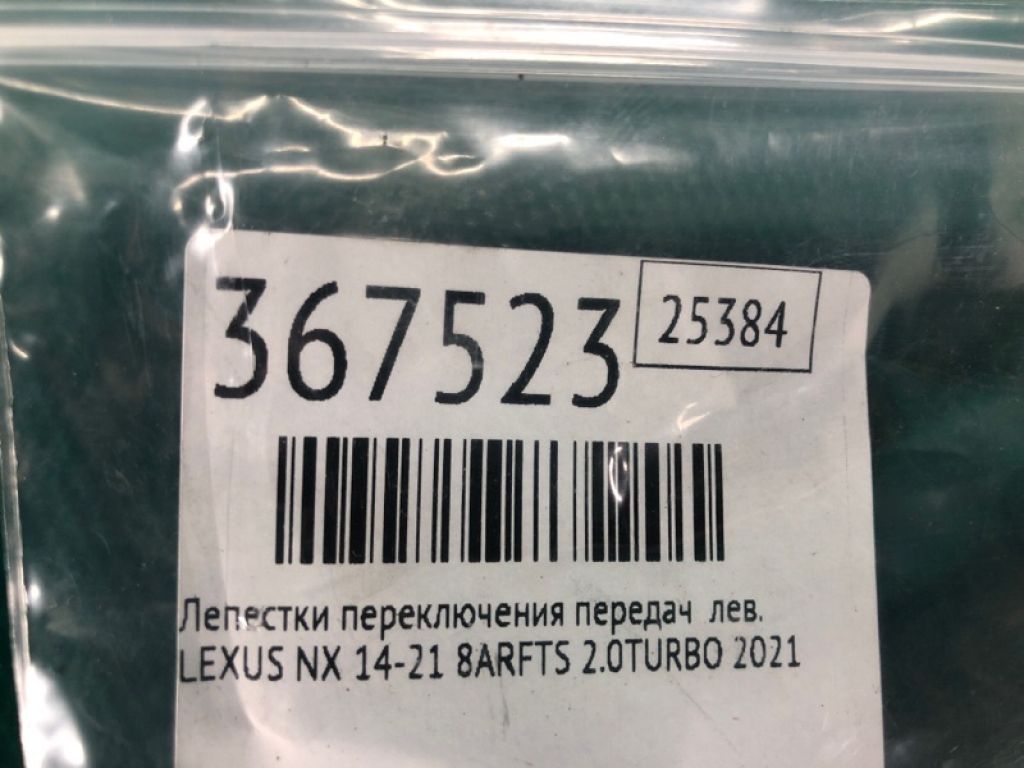 367523
25384
Лепестки переключения передач лев.
LEXUS NX 14-21 8ARFTS 2.0TURBO 2021